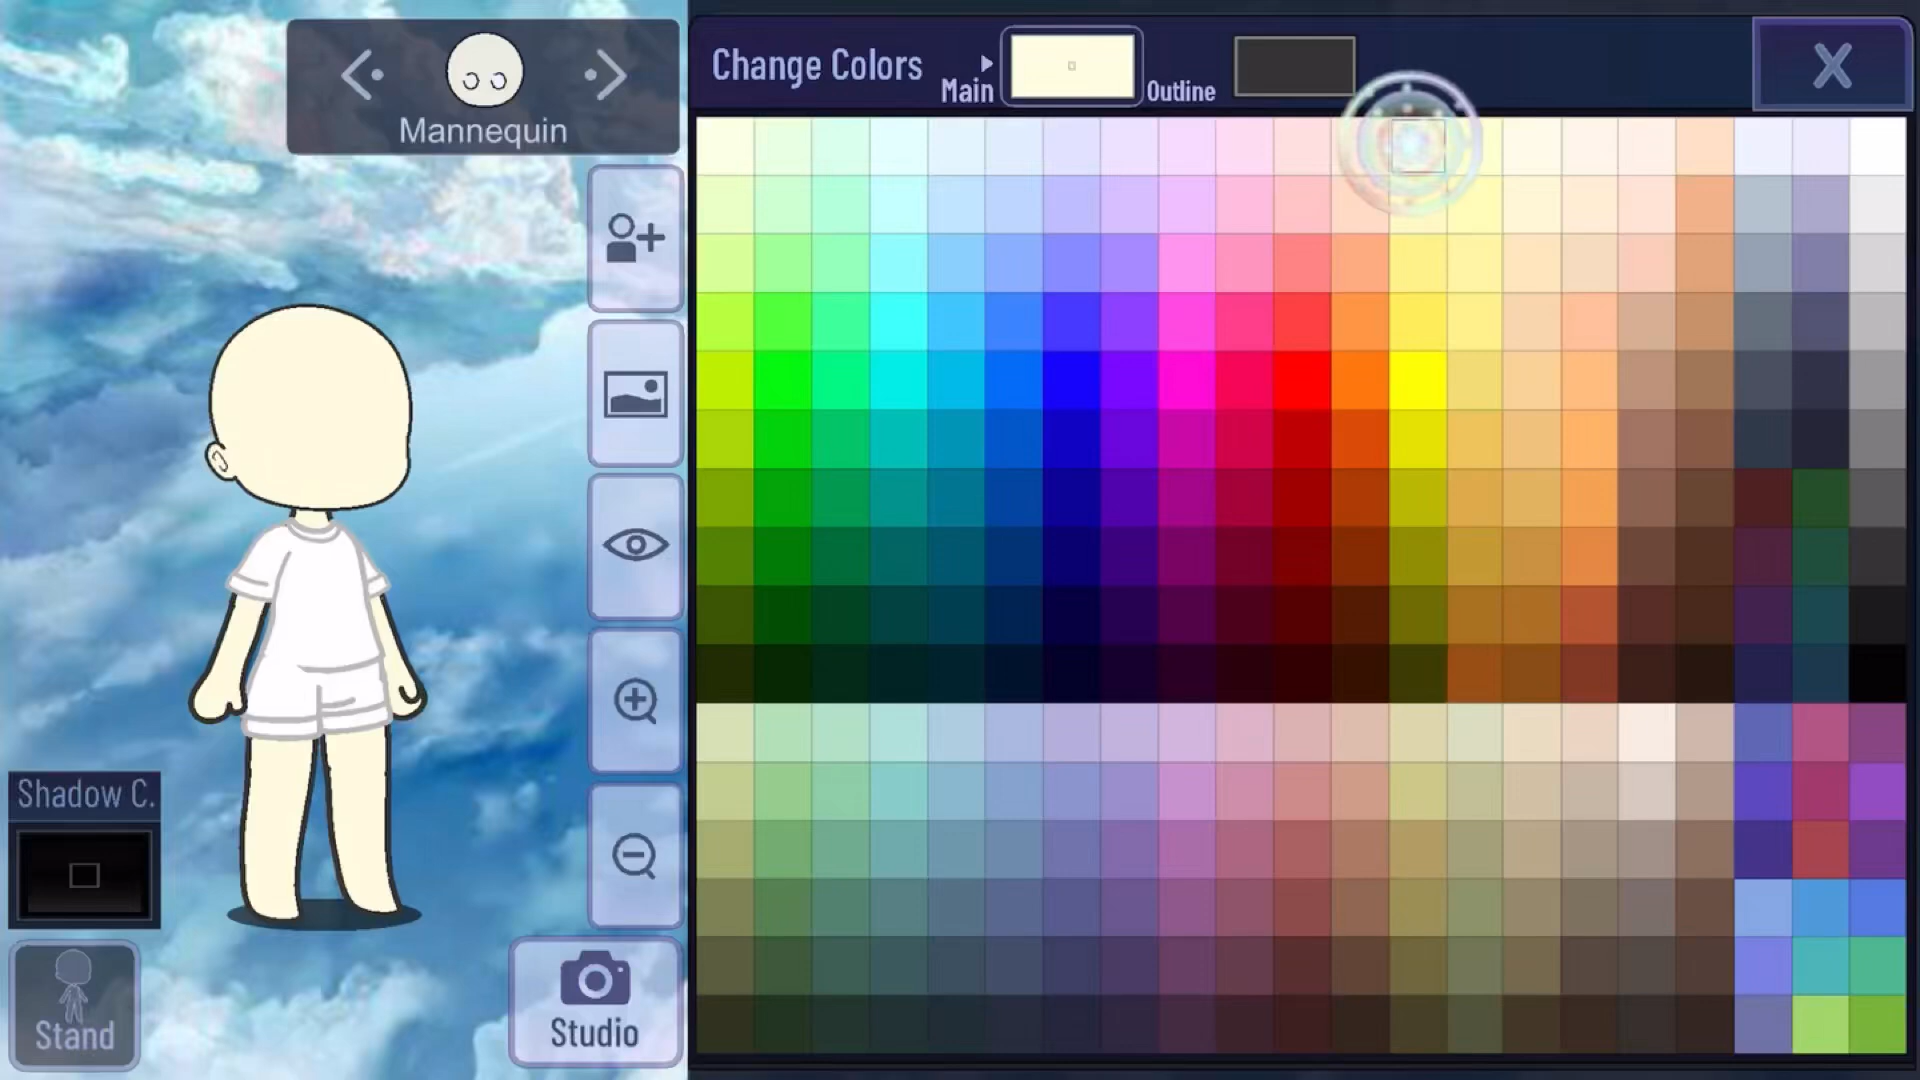 Mannequin
Change Colors
Main
Outline
X
Shadow C.
Stand
Studio